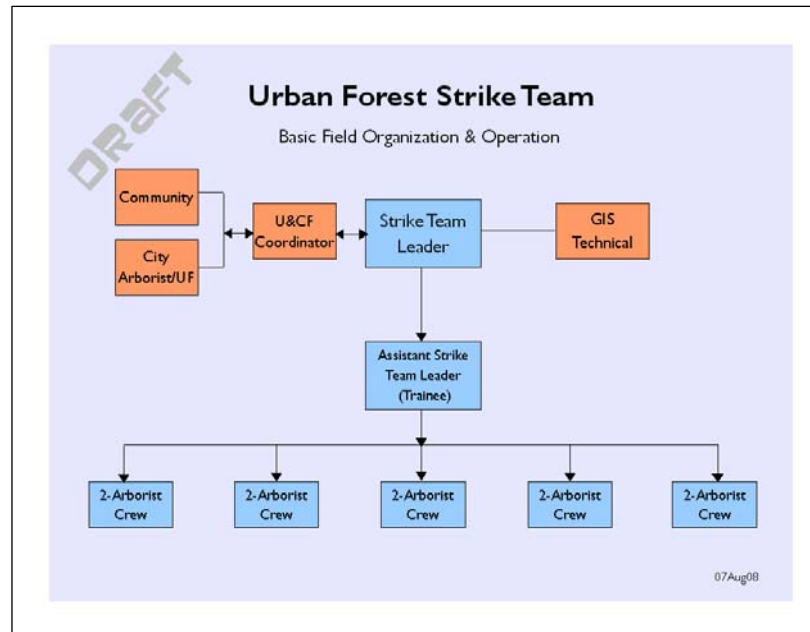 DRAFT
Urban Forest Strike Team
Basic Field Organization & Operation
Community
City
Arborist/UF
U&CF
Coordinator
Strike Team
Leader
GIS
Technical
Assistant Strike
Team Leader
(Trainee)
2-Arborist
Crew
2-Arborist
Crew
2-Arborist
Crew
2-Arborist
Crew
2-Arborist
Crew
07Aug08